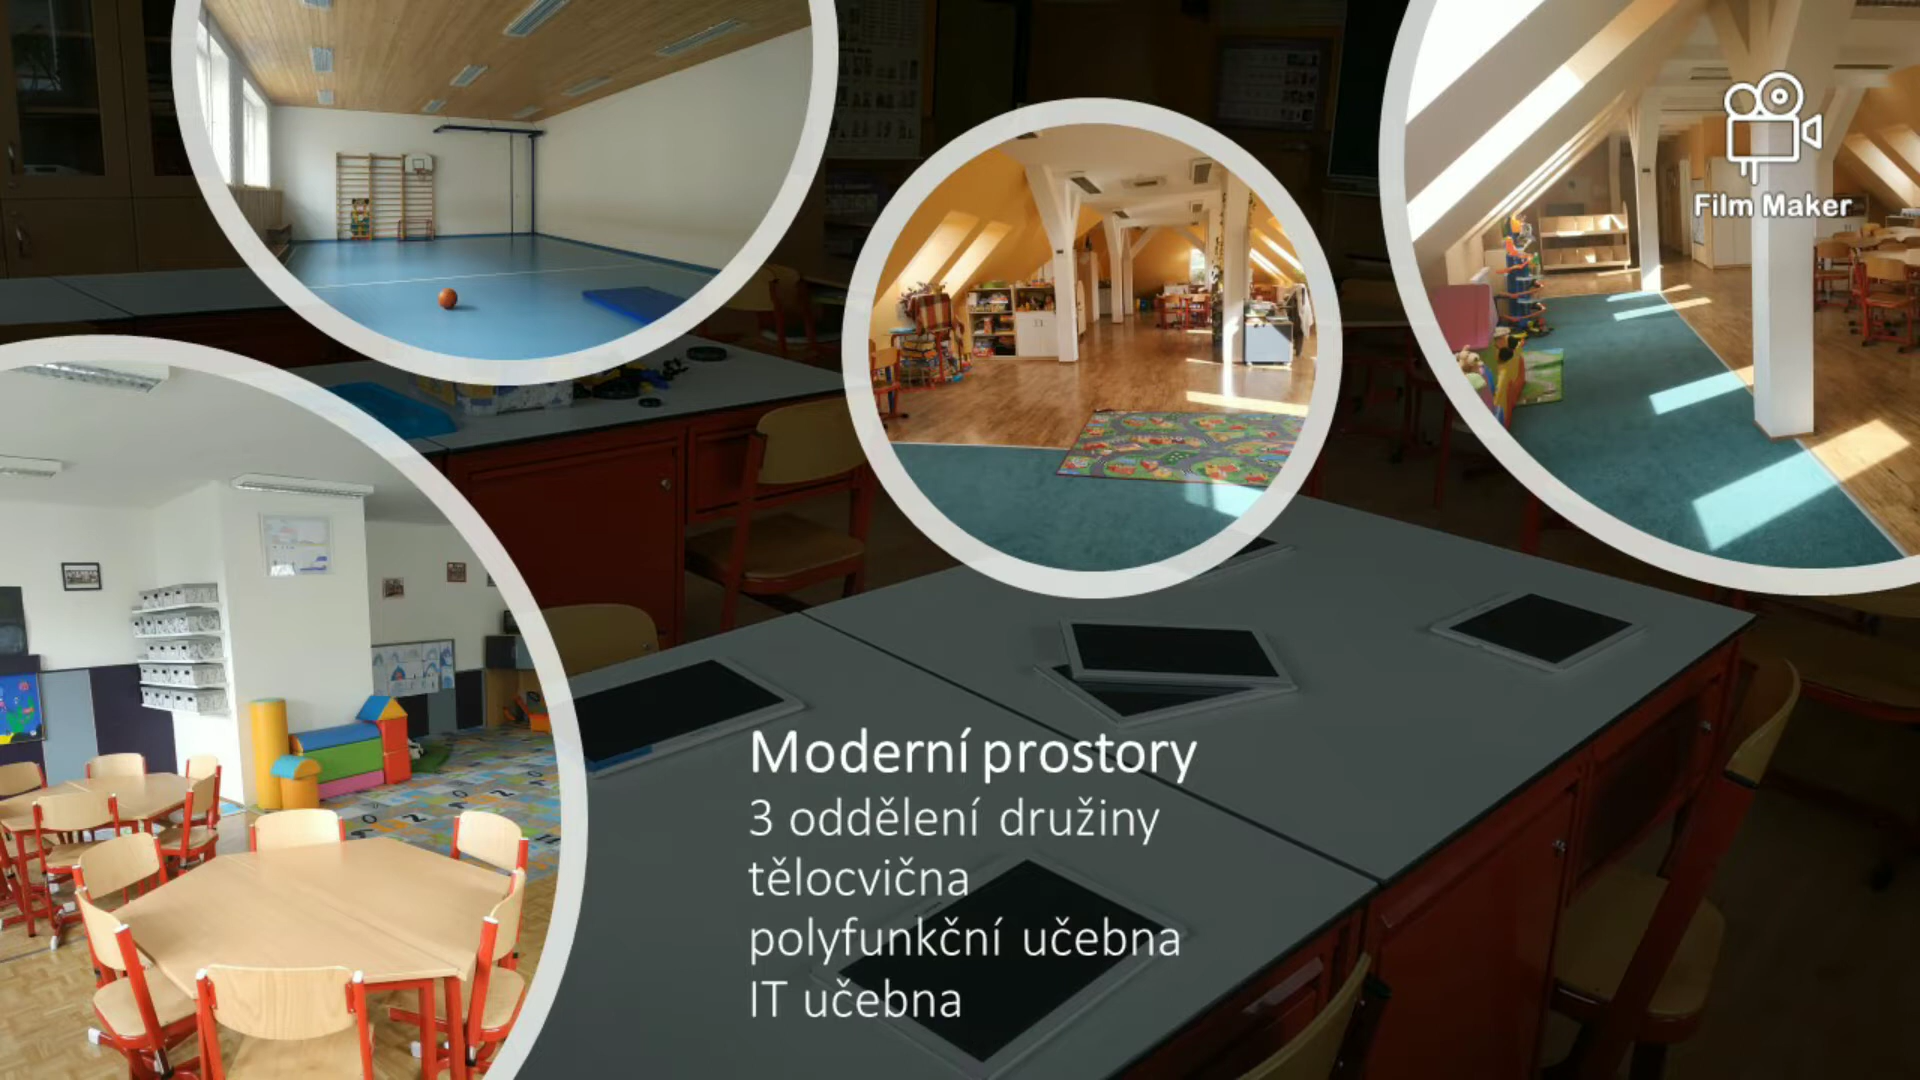 Film Maker
Moderní prostory
3 oddělení družiny
tělocvična
polyfunkční učebna
IT učebna